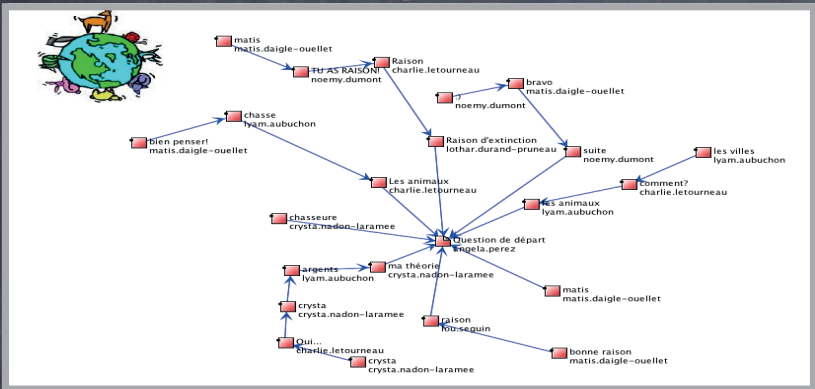 matis
matis.daigle-ouellet
TU AS RAISON!
noemy.dumont
Raison
charlie.letourneau
bravo
matis.daigle-ouellet
:)
noemy.dumont
chasse
lyam.aubuchon
bien penser!
matis.daigle-ouellet
Raison d'extinction
lothar.durand-pruneau
suite
noemy.dumont
les villes
lyam.aubuchon
Les animaux
charlie.letourneau
comment?
charlie.letourneau
les animaux
lyam.aubuchon
chasseure
crysta.nadon-laramee
Question de départ
angela.perez
argents
lyam.aubuchon
ma théorie
crysta.nadon-laramee
matis
matis.daigle-ouellet
crysta
crysta.nadon-laramee
raison
lou.seguin
Oui...
charlie.letourneau
crysta
crysta.nadon-laramee
bonne raison
matis.daigle-ouellet